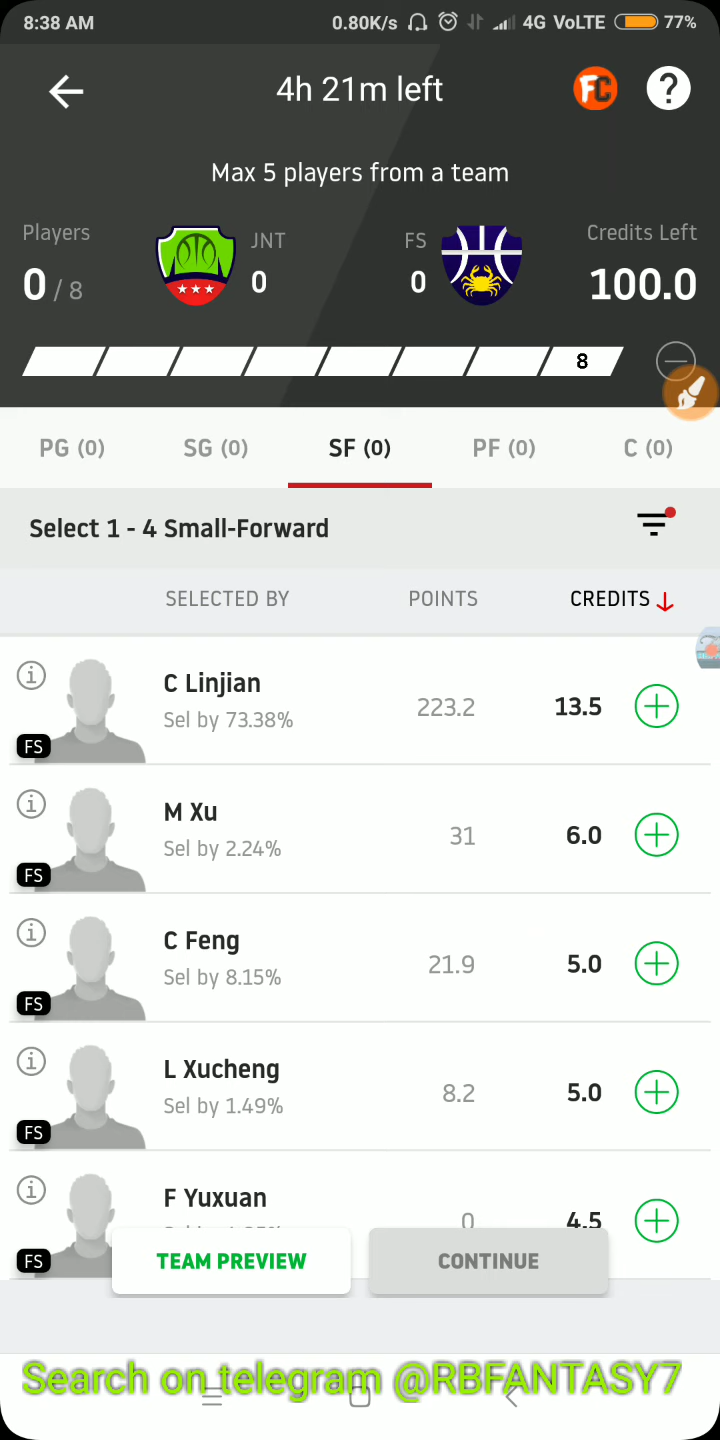 8:38 AM 0.80K/s 4G VoLTE 77%
4h 21m left FC ?
Max 5 players from a team
Players JNT FS Credits Left
0 / 8 0 0 100.0
8
PG (0) SG (0) SF (0) PF (0) C (0)
Select 1 - 4 Small-Forward
SELECTED BY POINTS CREDITS
C Linjian
Sel by 73.38%
223.2 13.5
FS
M Xu
Sel by 2.24%
31 6.0
FS
C Feng
Sel by 8.15%
21.9 5.0
FS
L Xucheng
Sel by 1.49%
8.2 5.0
FS
F Yuxuan
0 4.5
FS
TEAM PREVIEW CONTINUE
Search on telegram @RBFANTASY7